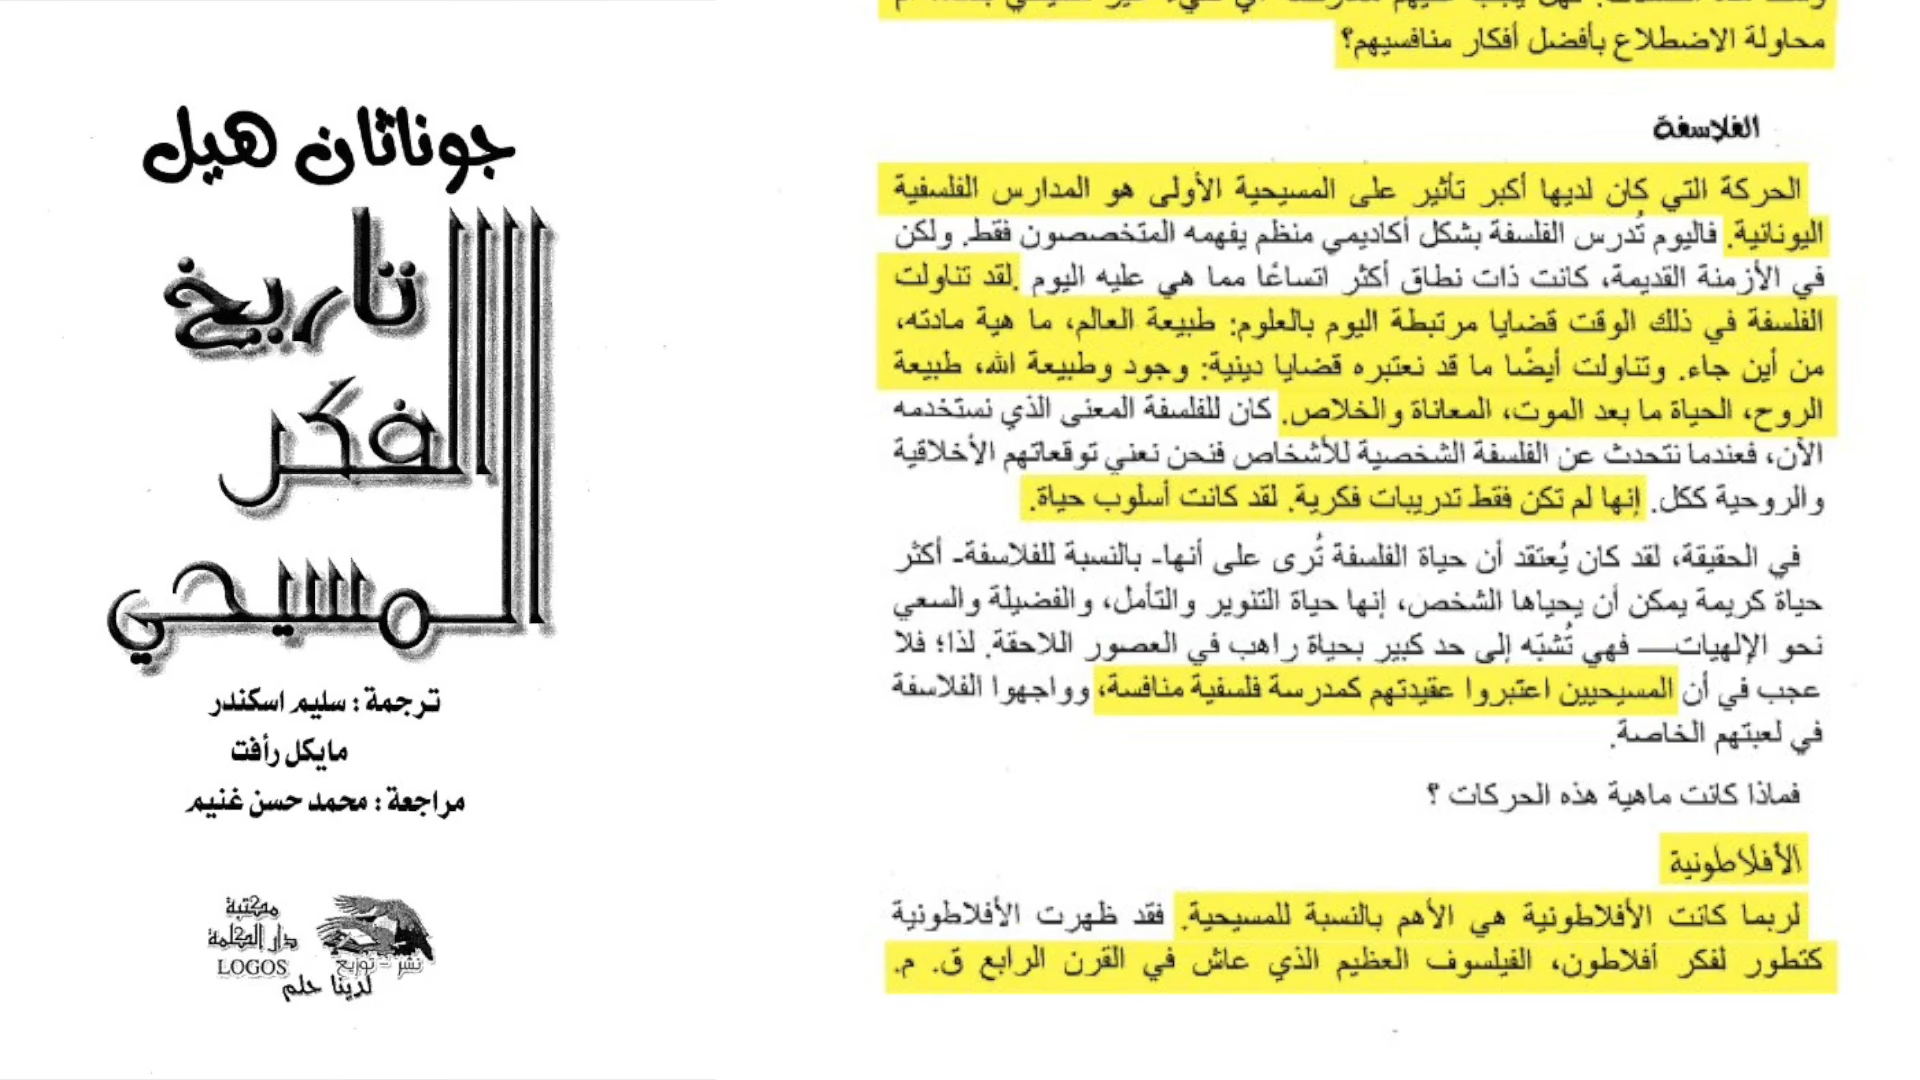 جوناثان هيل
تاريخ
الفكر
المسيحي
ترجمة : سليم اسكندر
مايكل رأفت
مراجعة : محمد حسن غنيم
مكتبة
دار الكلمة
LOGOS
نشر - توزيع
لدينا حلم
محاولة الاضطلاع بأفضل أفكار منافسيهم؟
الفلاسفة
الحركة التي كان لديها أكبر تأثير على المسيحية الأولى هو المدارس الفلسفية
اليونانية. فاليوم تُدرس الفلسفة بشكل أكاديمي منظم يفهمه المتخصصون فقط. ولكن
في الأزمنة القديمة، كانت ذات نطاق أكثر اتساعًا مما هي عليه اليوم .لقد تناولت
الفلسفة في ذلك الوقت قضايا مرتبطة اليوم بالعلوم: طبيعة العالم، ما هية مادته،
من أين جاء. وتناولت أيضًا ما قد نعتبره قضايا دينية: وجود وطبيعة الله، طبيعة
الروح، الحياة ما بعد الموت، المعاناة والخلاص. كان للفلسفة المعنى الذي نستخدمه
الآن، فعندما نتحدث عن الفلسفة الشخصية للأشخاص فنحن نعني توقعاتهم الأخلاقية
والروحية ككل. إنها لم تكن فقط تدريبات فكرية. لقد كانت أسلوب حياة.
في الحقيقة، لقد كان يُعتقد أن حياة الفلسفة تُرى على أنها- بالنسبة للفلاسفة- أكثر
حياة كريمة يمكن أن يحياها الشخص، إنها حياة التنوير والتأمل، والفضيلة والسعي
نحو الإلهيات— فهي تُشبّه إلى حد كبير بحياة راهب في العصور اللاحقة. لذا؛ فلا
عجب في أن المسيحيين اعتبروا عقيدتهم كمدرسة فلسفية منافسة، وواجهوا الفلاسفة
في لعبتهم الخاصة.
فماذا كانت ماهية هذه الحركات ؟
الأفلاطونية
لربما كانت الأفلاطونية هي الأهم بالنسبة للمسيحية. فقد ظهرت الأفلاطونية
كتطور لفكر أفلاطون، الفيلسوف العظيم الذي عاش في القرن الرابع ق. م.